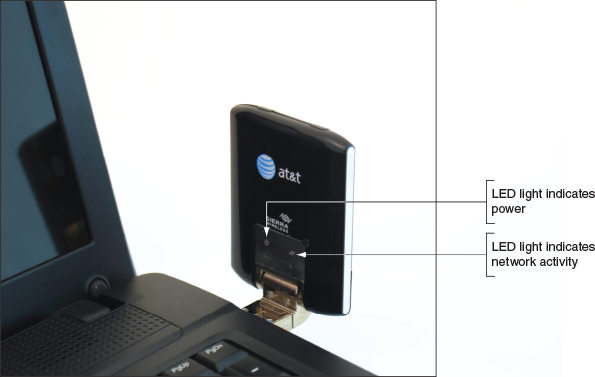 at&t
SIERRA
WIRELESS
LED light indicates
power
LED light indicates
network activity
PgUp
PgDn